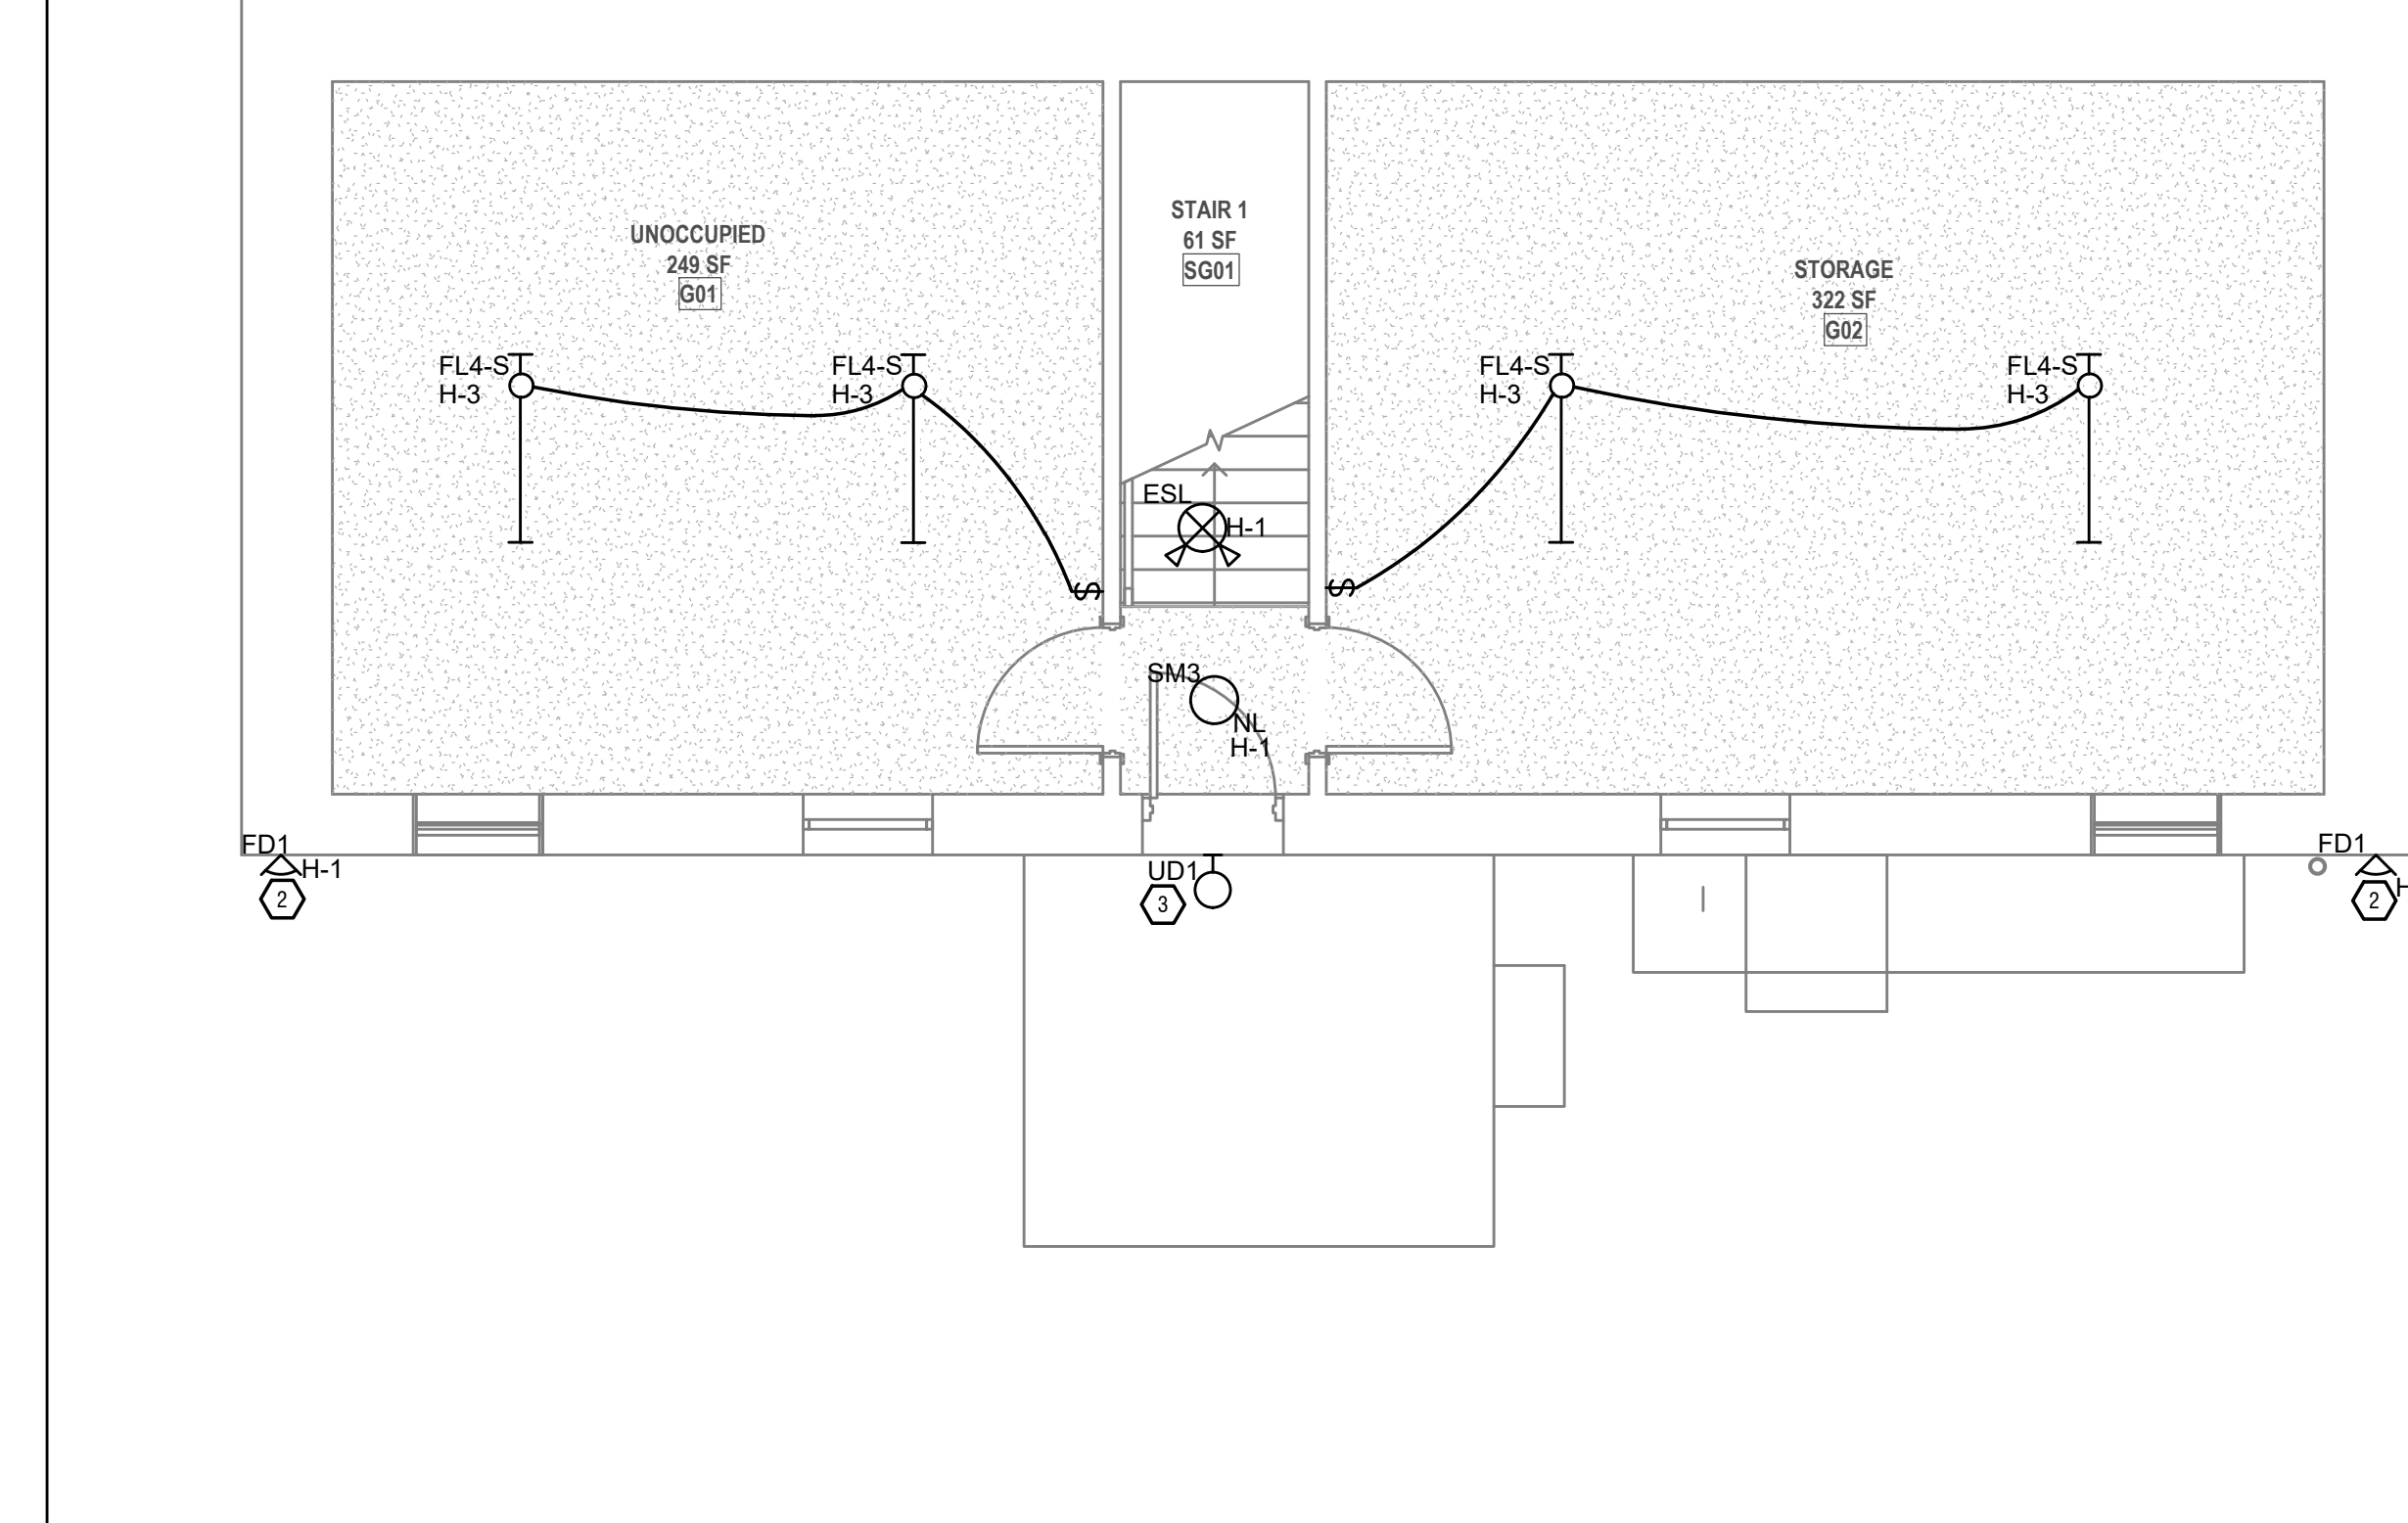 UNOCCUPIED
249 SF
G01
STAIR 1
61 SF
SG01
STORAGE
322 SF
G02
FL4-S
H-3
FL4-S
H-3
FL4-S
H-3
FL4-S
H-3
ESL
H-1
$
$
SM3
NL
H-1
FD1
H-1
2
UD1
3
FD1
2
H